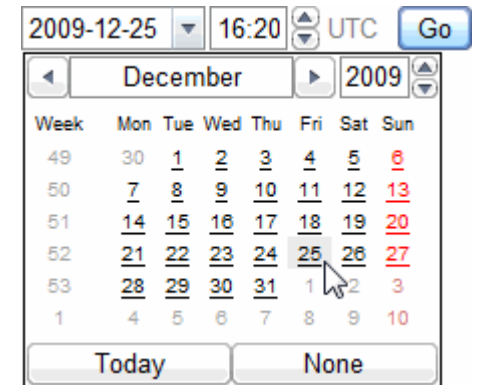 2009-12-25 16:20 UTC Go
December 2009
Week Mon Tue Wed Thu Fri Sat Sun
49 30 1 2 3 4 5 6
50 7 8 9 10 11 12 13
51 14 15 16 17 18 19 20
52 21 22 23 24 25 26 27
53 28 29 30 31 1 2 3
1 4 5 6 7 8 9 10
Today None